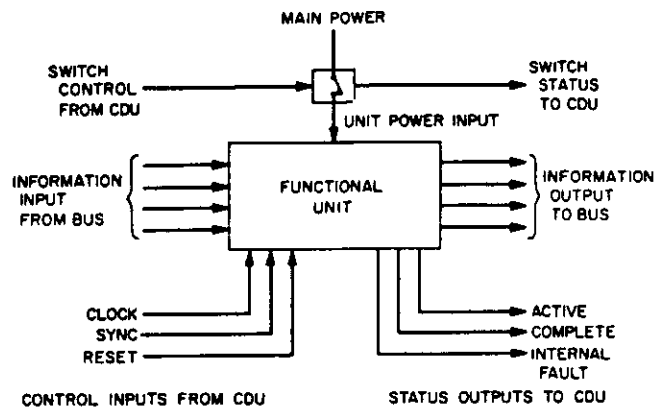 MAIN POWER
SWITCH
CONTROL
FROM CDU
SWITCH
STATUS
TO CDU
UNIT POWER INPUT
INFORMATION
INPUT
FROM BUS
FUNCTIONAL
UNIT
INFORMATION
OUTPUT
TO BUS
CLOCK
SYNC
RESET
ACTIVE
COMPLETE
INTERNAL
FAULT
CONTROL INPUTS FROM CDU
STATUS OUTPUTS TO CDU